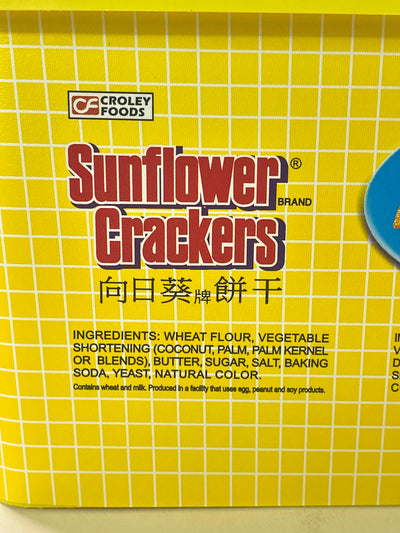 CF CROLEY
FOODS
Sunflower®
BRAND
Crackers
向日葵牌餅干
INGREDIENTS: WHEAT FLOUR, VEGETABLE
SHORTENING (COCONUT, PALM, PALM KERNEL
OR BLENDS), BUTTER, SUGAR, SALT, BAKING
SODA, YEAST, NATURAL COLOR.
Contains wheat and milk. Produced in a facility that uses egg, peanut and soy products.